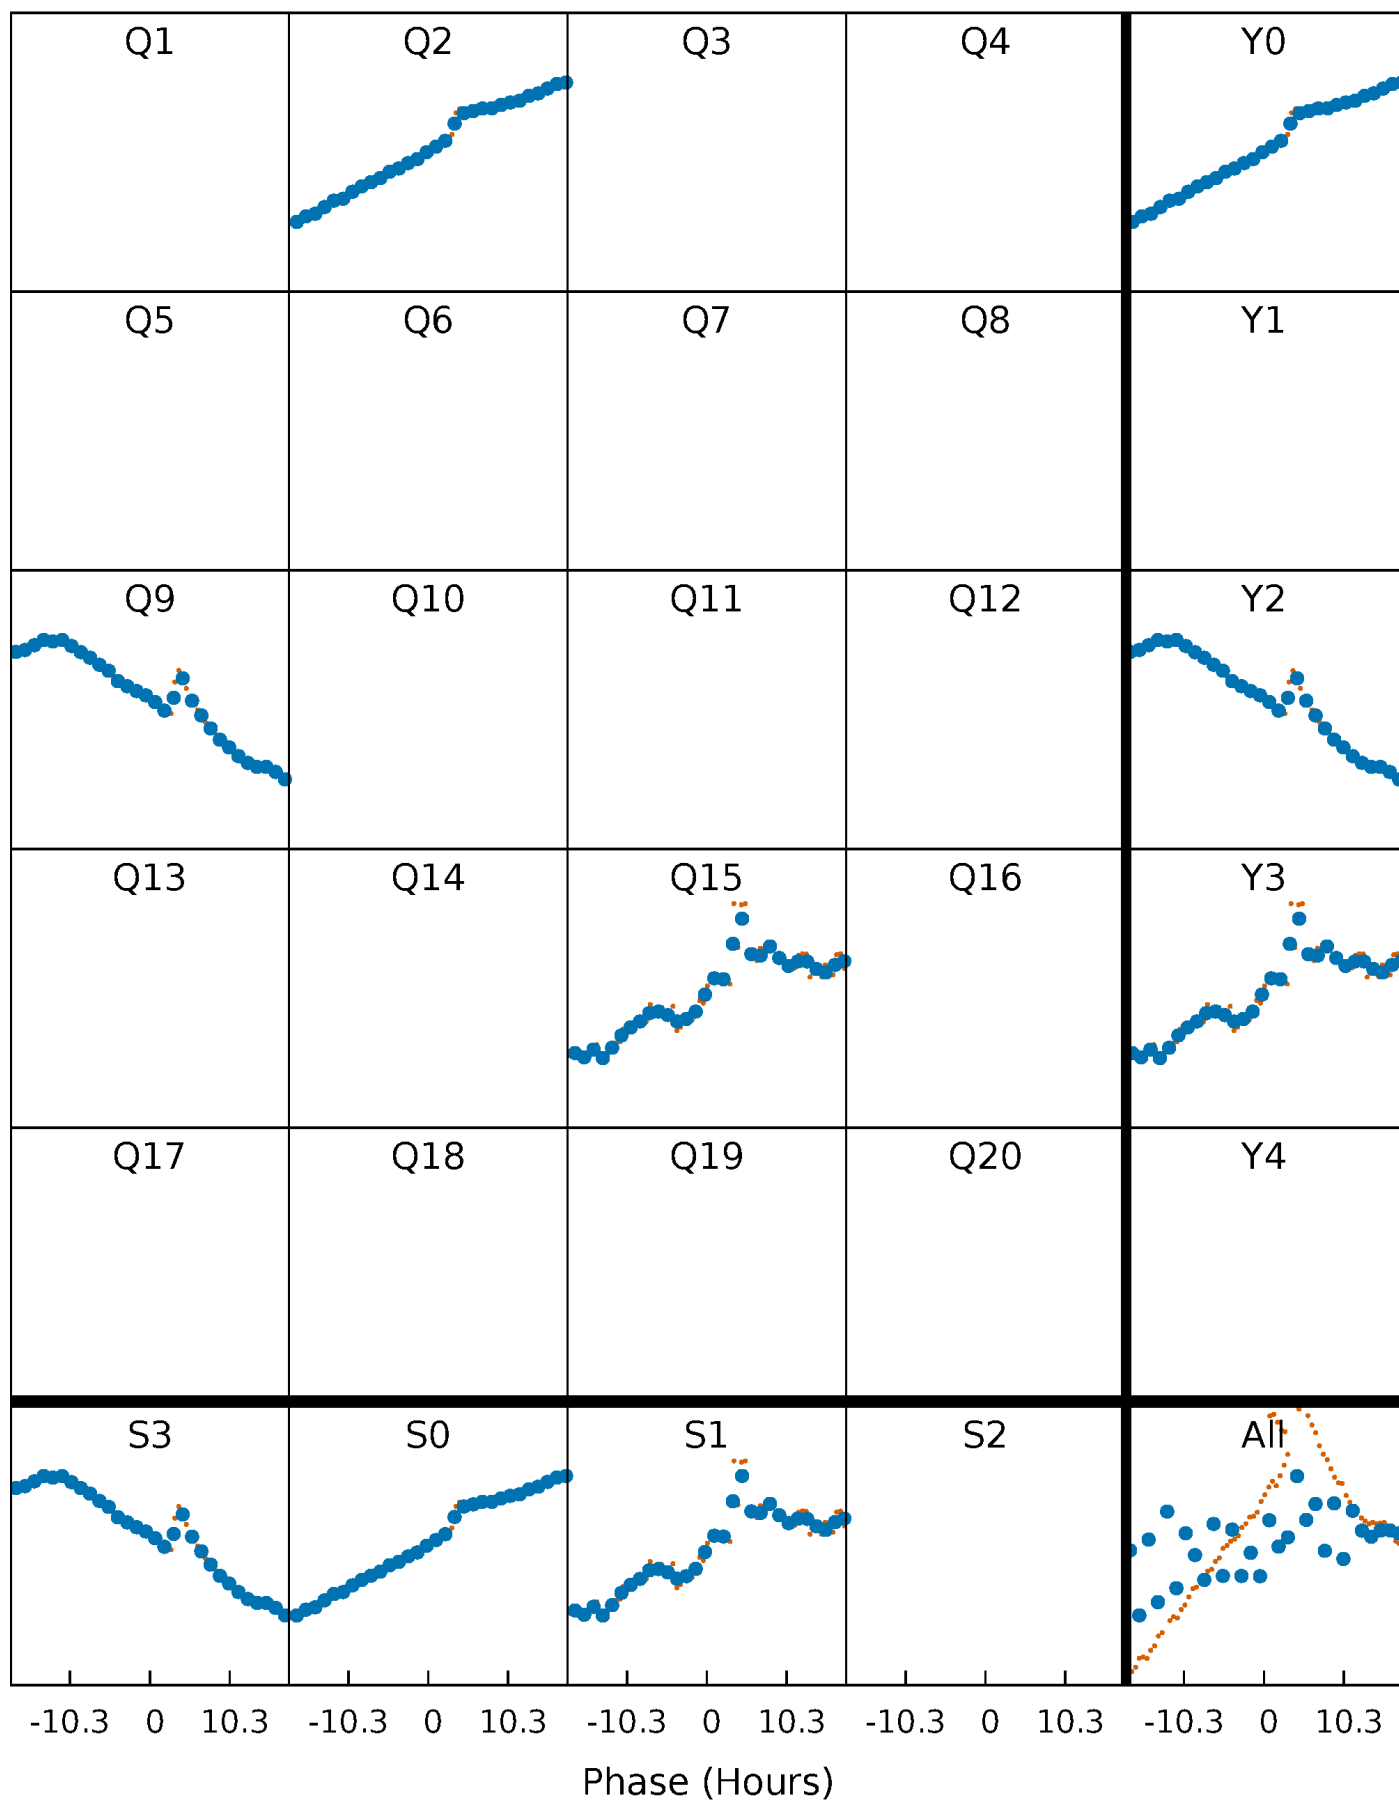 Q1 Q2 Q3 Q4 Y0
Q5 Q6 Q7 Q8 Y1
Q9 Q10 Q11 Q12 Y2
Q13 Q14 Q15 Q16 Y3
Q17 Q18 Q19 Q20 Y4
S3 S0 S1 S2 All
-10.3 0 10.3 -10.3 0 10.3 -10.3 0 10.3 -10.3 0 10.3 -10.3 0 10.3
Phase (Hours)